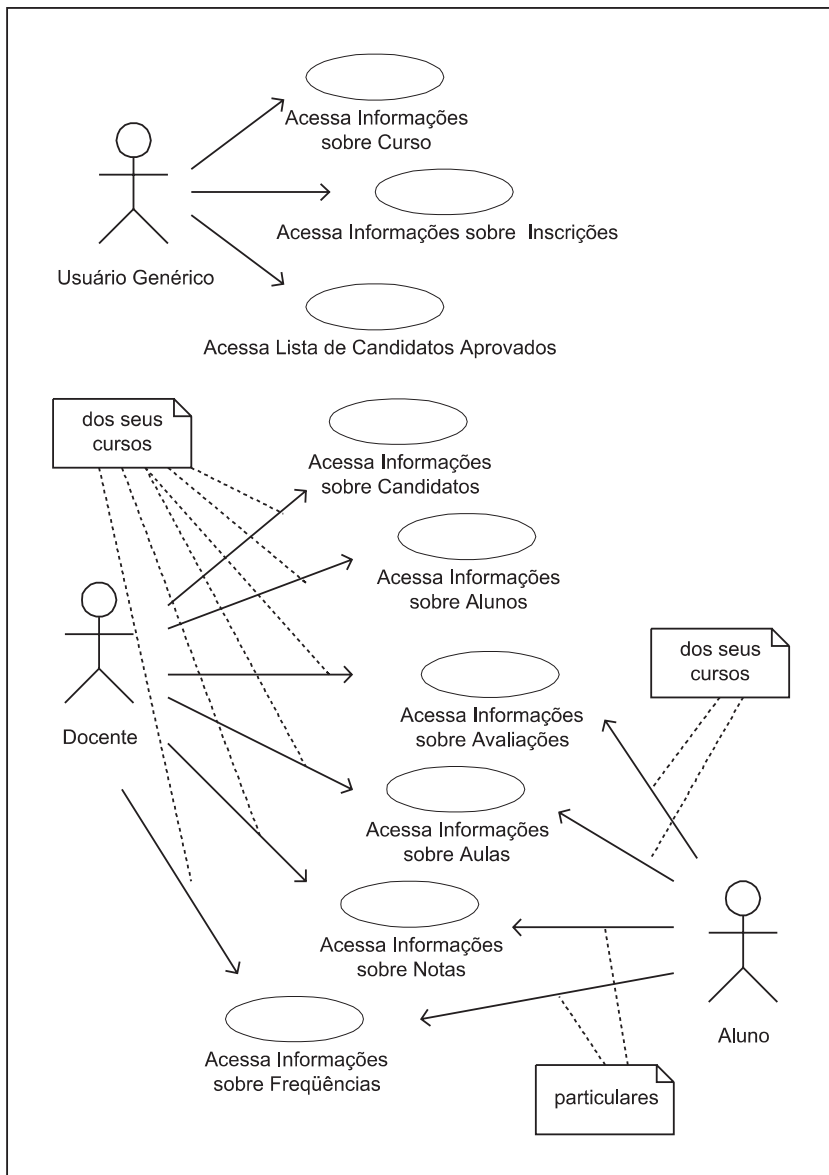 Acessa Informações
sobre Curso
Acessa Informações sobre Inscrições
Usuário Genérico
Acessa Lista de Candidatos Aprovados
dos seus
cursos
Acessa Informações
sobre Candidatos
Acessa Informações
sobre Alunos
dos seus
cursos
Acessa Informações
sobre Avaliações
Docente
Acessa Informações
sobre Aulas
Acessa Informações
sobre Notas
Aluno
Acessa Informações
sobre Freqüências
particulares